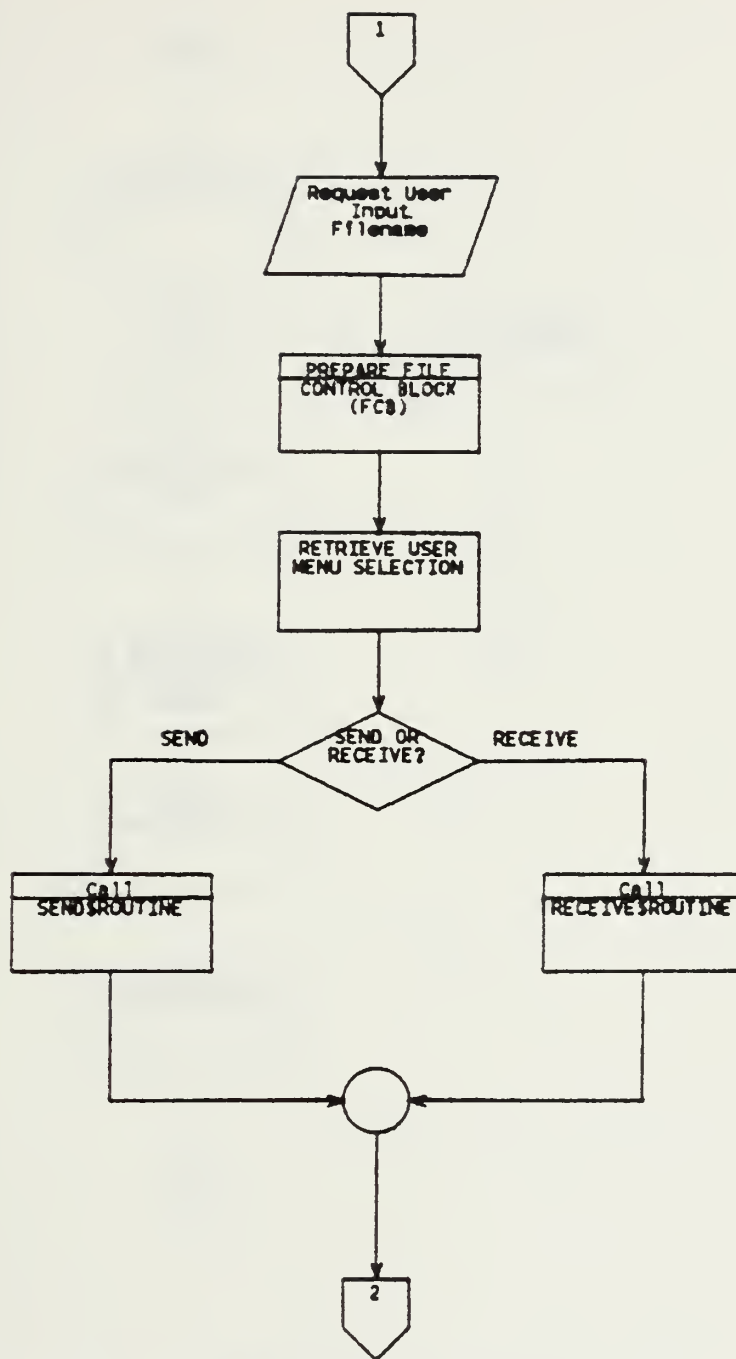 1
Request User
Input
Filename
PREPARE FILE
CONTROL BLOCK
(FCB)
RETRIEVE USER
MENU SELECTION
SEND OR
RECEIVE?
SEND
RECEIVE
Call
SEND$ROUTINE
Call
RECEIVE$ROUTINE
2